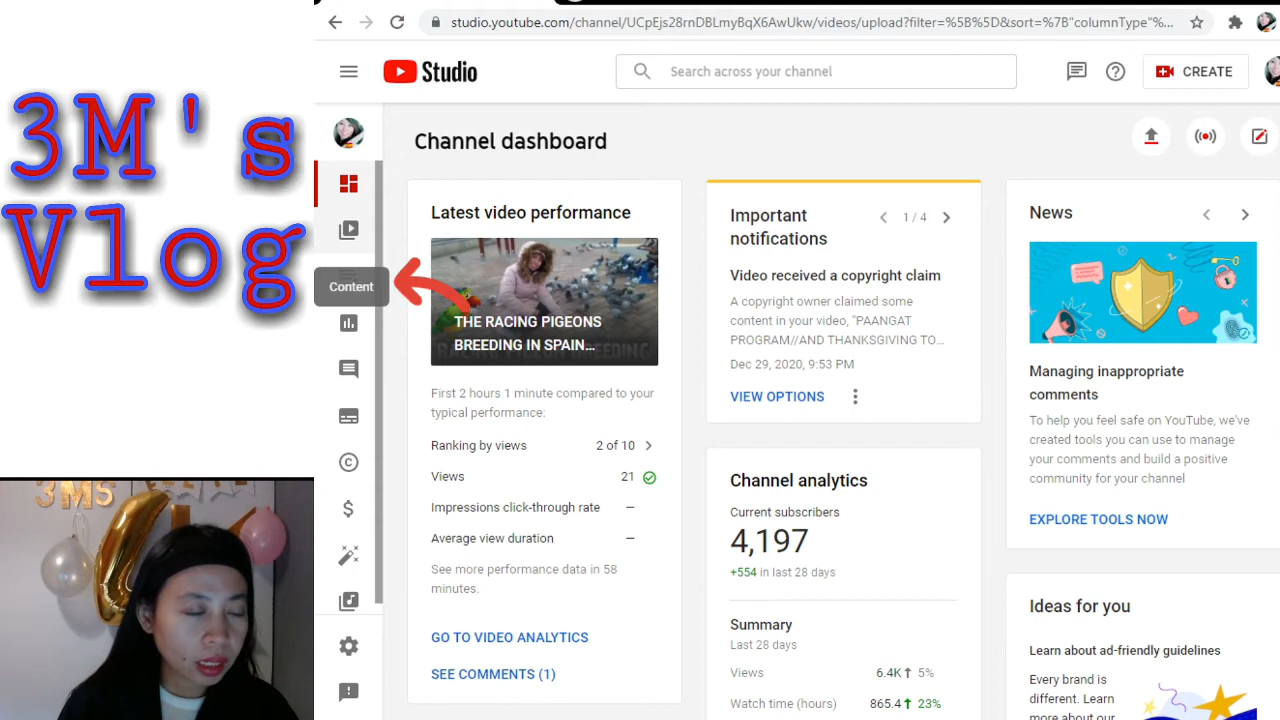 3M's
Vlog
3MS
studio.youtube.com/channel/UCpEjs28rnDBLmyBqX6AwUkw/videos/upload?filter=%5B%5D&sort=%7B"columnType"%...
Studio
Search across your channel
CREATE
Content
Channel dashboard
Latest video performance
THE RACING PIGEONS
BREEDING IN SPAIN...
First 2 hours 1 minute compared to your
typical performance:
Ranking by views 2 of 10
Views 21
Impressions click-through rate —
Average view duration —
See more performance data in 58
minutes.
GO TO VIDEO ANALYTICS
SEE COMMENTS (1)
Important
notifications
1 / 4
Video received a copyright claim
A copyright owner claimed some
content in your video, "PAANGAT
PROGRAM//AND THANKSGIVING TO...
Dec 29, 2020, 9:53 PM
VIEW OPTIONS
Channel analytics
Current subscribers
4,197
+554 in last 28 days
Summary
Last 28 days
Views 6.4K 5%
Watch time (hours) 865.4 23%
News
Managing inappropriate
comments
To help you feel safe on YouTube, we've
created tools you can use to manage
your comments and build a positive
community for your channel
EXPLORE TOOLS NOW
Ideas for you
Learn about ad-friendly guidelines
Every brand is
different. Learn
more about our